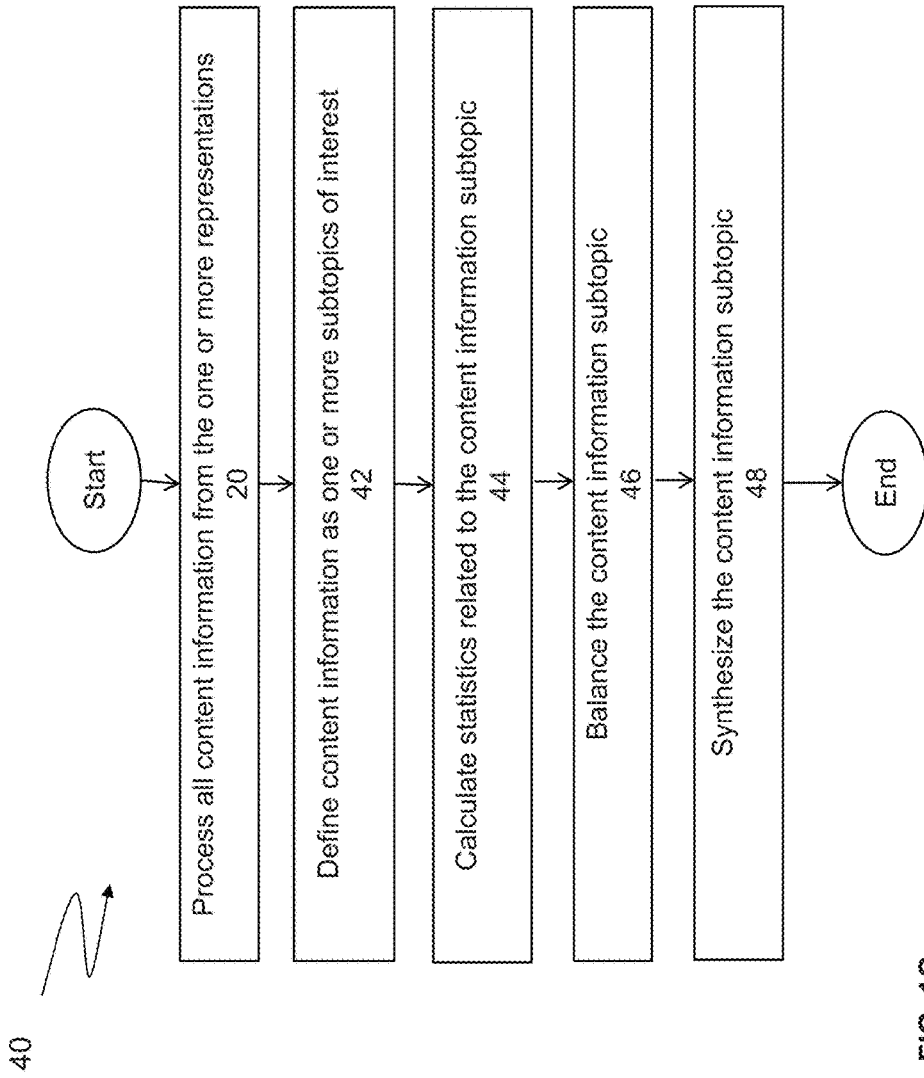 40
Start
Process all content information from the one or more representations
20
Define content information as one or more subtopics of interest
42
Calculate statistics related to the content information subtopic
44
Balance the content information subtopic
46
Synthesize the content information subtopic
48
End